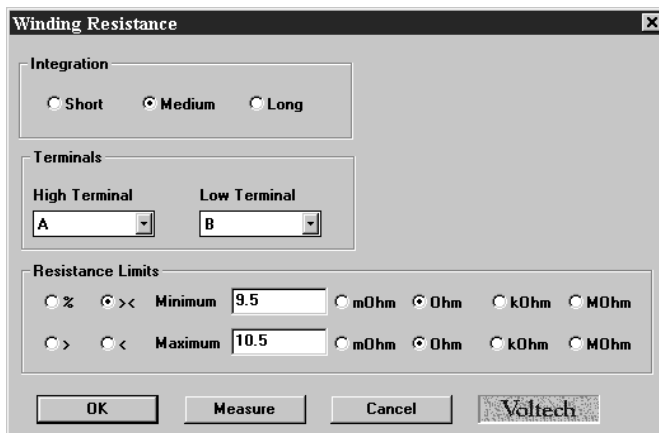 Winding Resistance
Integration
Short Medium Long
Terminals
High Terminal Low Terminal
A B
Resistance Limits
% >< Minimum 9.5 mOhm Ohm kOhm MOhm
> < Maximum 10.5 mOhm Ohm kOhm MOhm
OK Measure Cancel Voltech